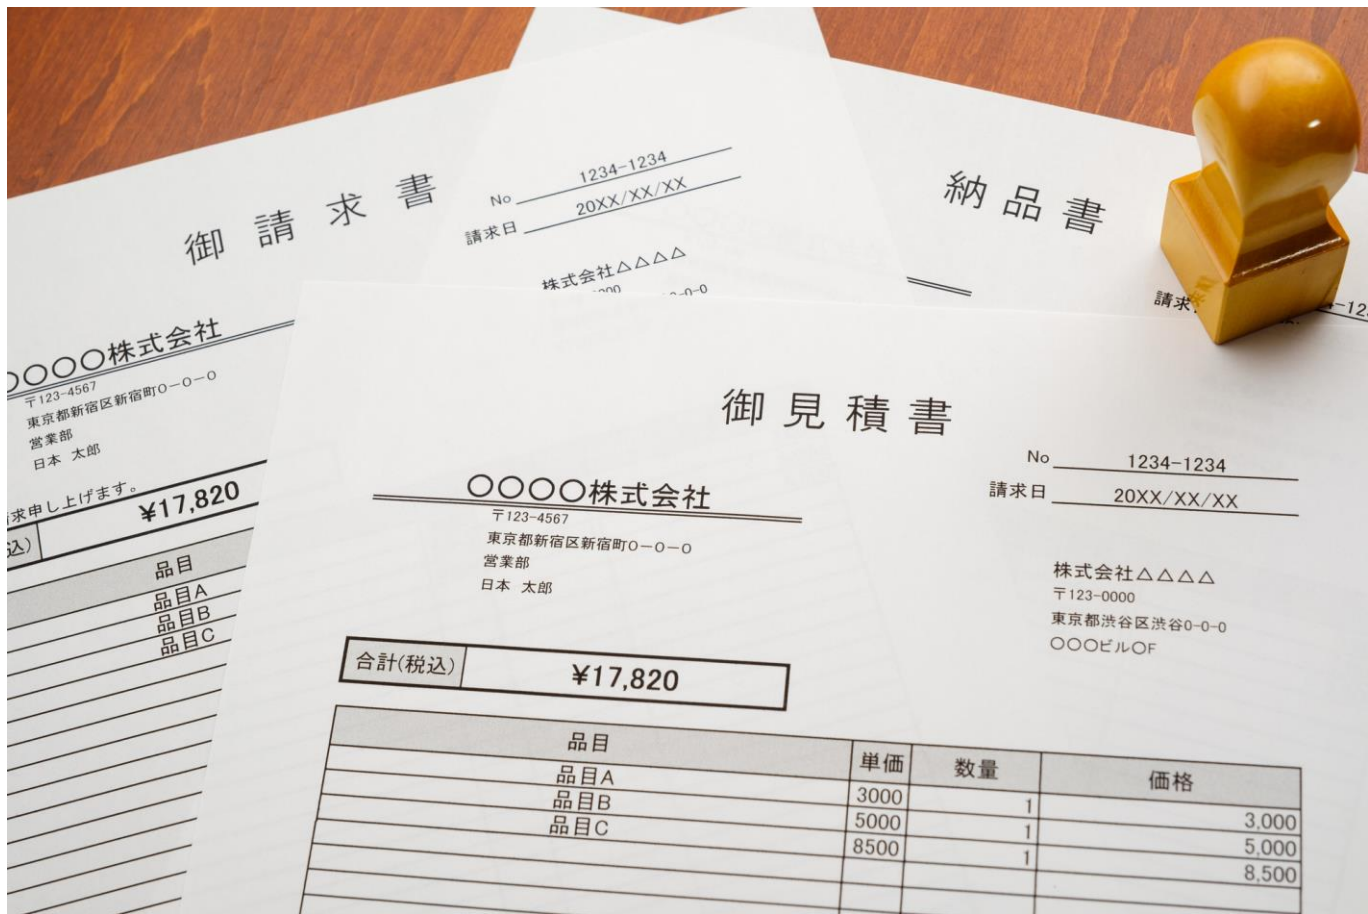 御請求書
No 1234-1234
請求日 20XX/XX/XX
株式会社△△△△
〇〇〇〇株式会社
〒123-4567
東京都新宿区新宿町0-0-0
営業部
日本 太郎
求申し上げます。
込) ¥17,820
品目
品目A
品目B
品目C
納品書
請求
御見積書
No 1234-1234
請求日 20XX/XX/XX
〇〇〇〇株式会社
〒123-4567
東京都新宿区新宿町0-0-0
営業部
日本 太郎
株式会社△△△△
〒123-0000
東京都渋谷区渋谷0-0-0
〇〇〇ビル〇F
合計(税込) ¥17,820
品目 単価 数量 価格
品目A 3000 1 3,000
品目B 5000 1 5,000
品目C 8500 1 8,500